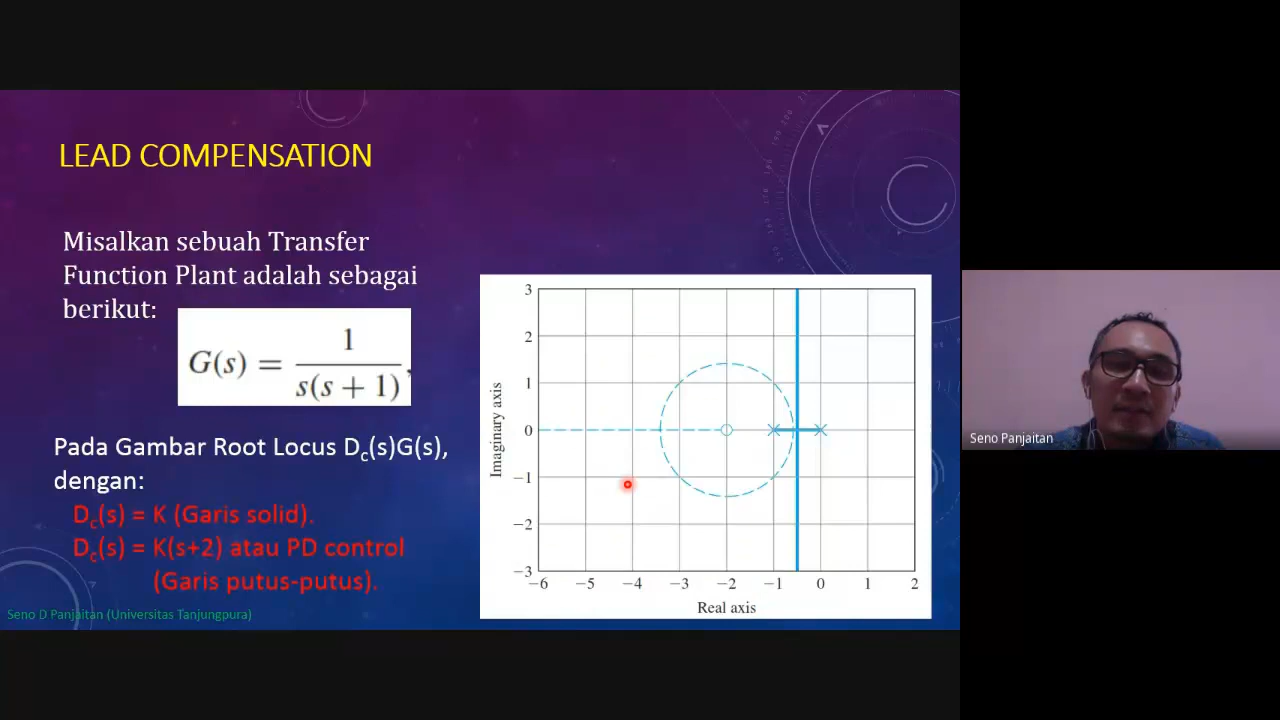 LEAD COMPENSATION
Misalkan sebuah Transfer
Function Plant adalah sebagai
berikut:
G(s) = 1 / s(s + 1),
Pada Gambar Root Locus Dc(s)G(s),
dengan:
Dc(s) = K (Garis solid).
Dc(s) = K(s+2) atau PD control
(Garis putus-putus).
Seno D Panjaitan (Universitas Tanjungpura)
3
2
1
0
−1
−2
−3
Imaginary axis
−6 −5 −4 −3 −2 −1 0 1 2
Real axis
Seno Panjaitan